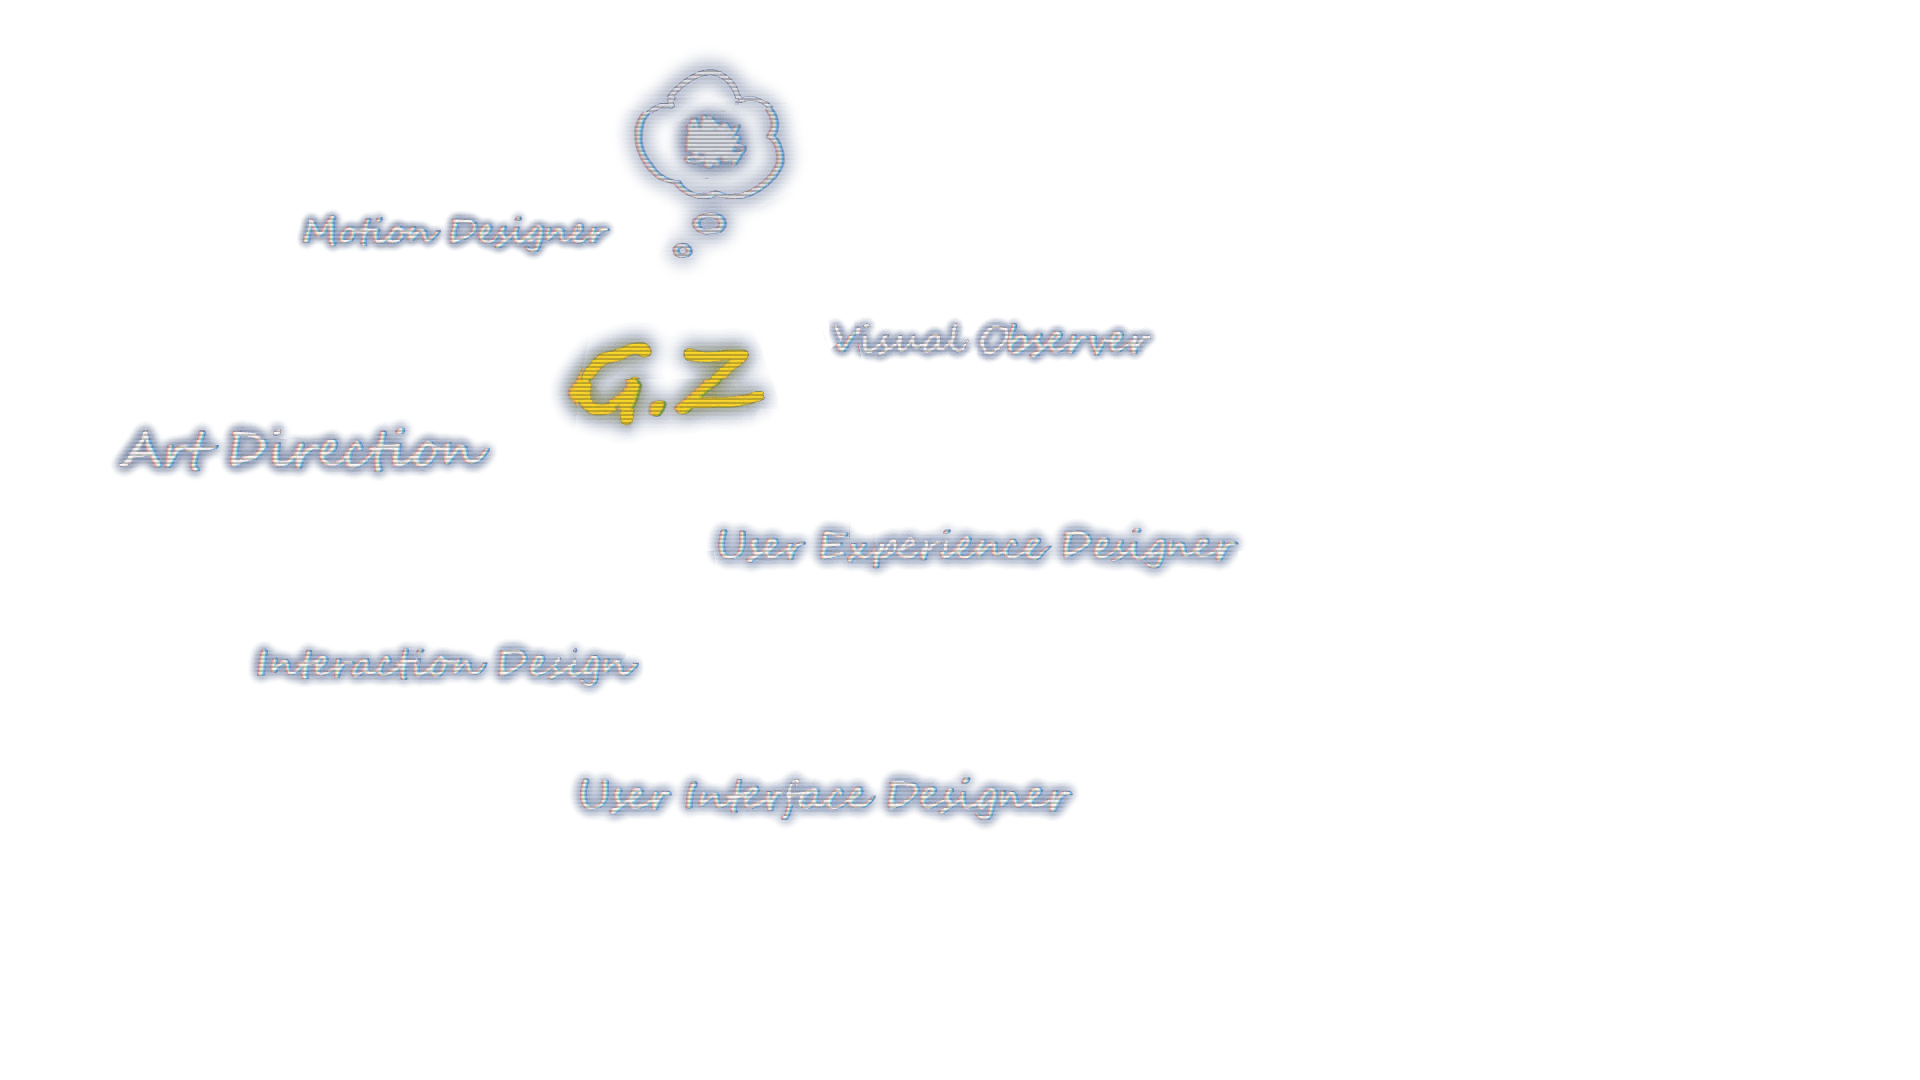 Motion Designer
Visual Observer
G.Z
Art Direction
User Experience Designer
Interaction Design
User Interface Designer